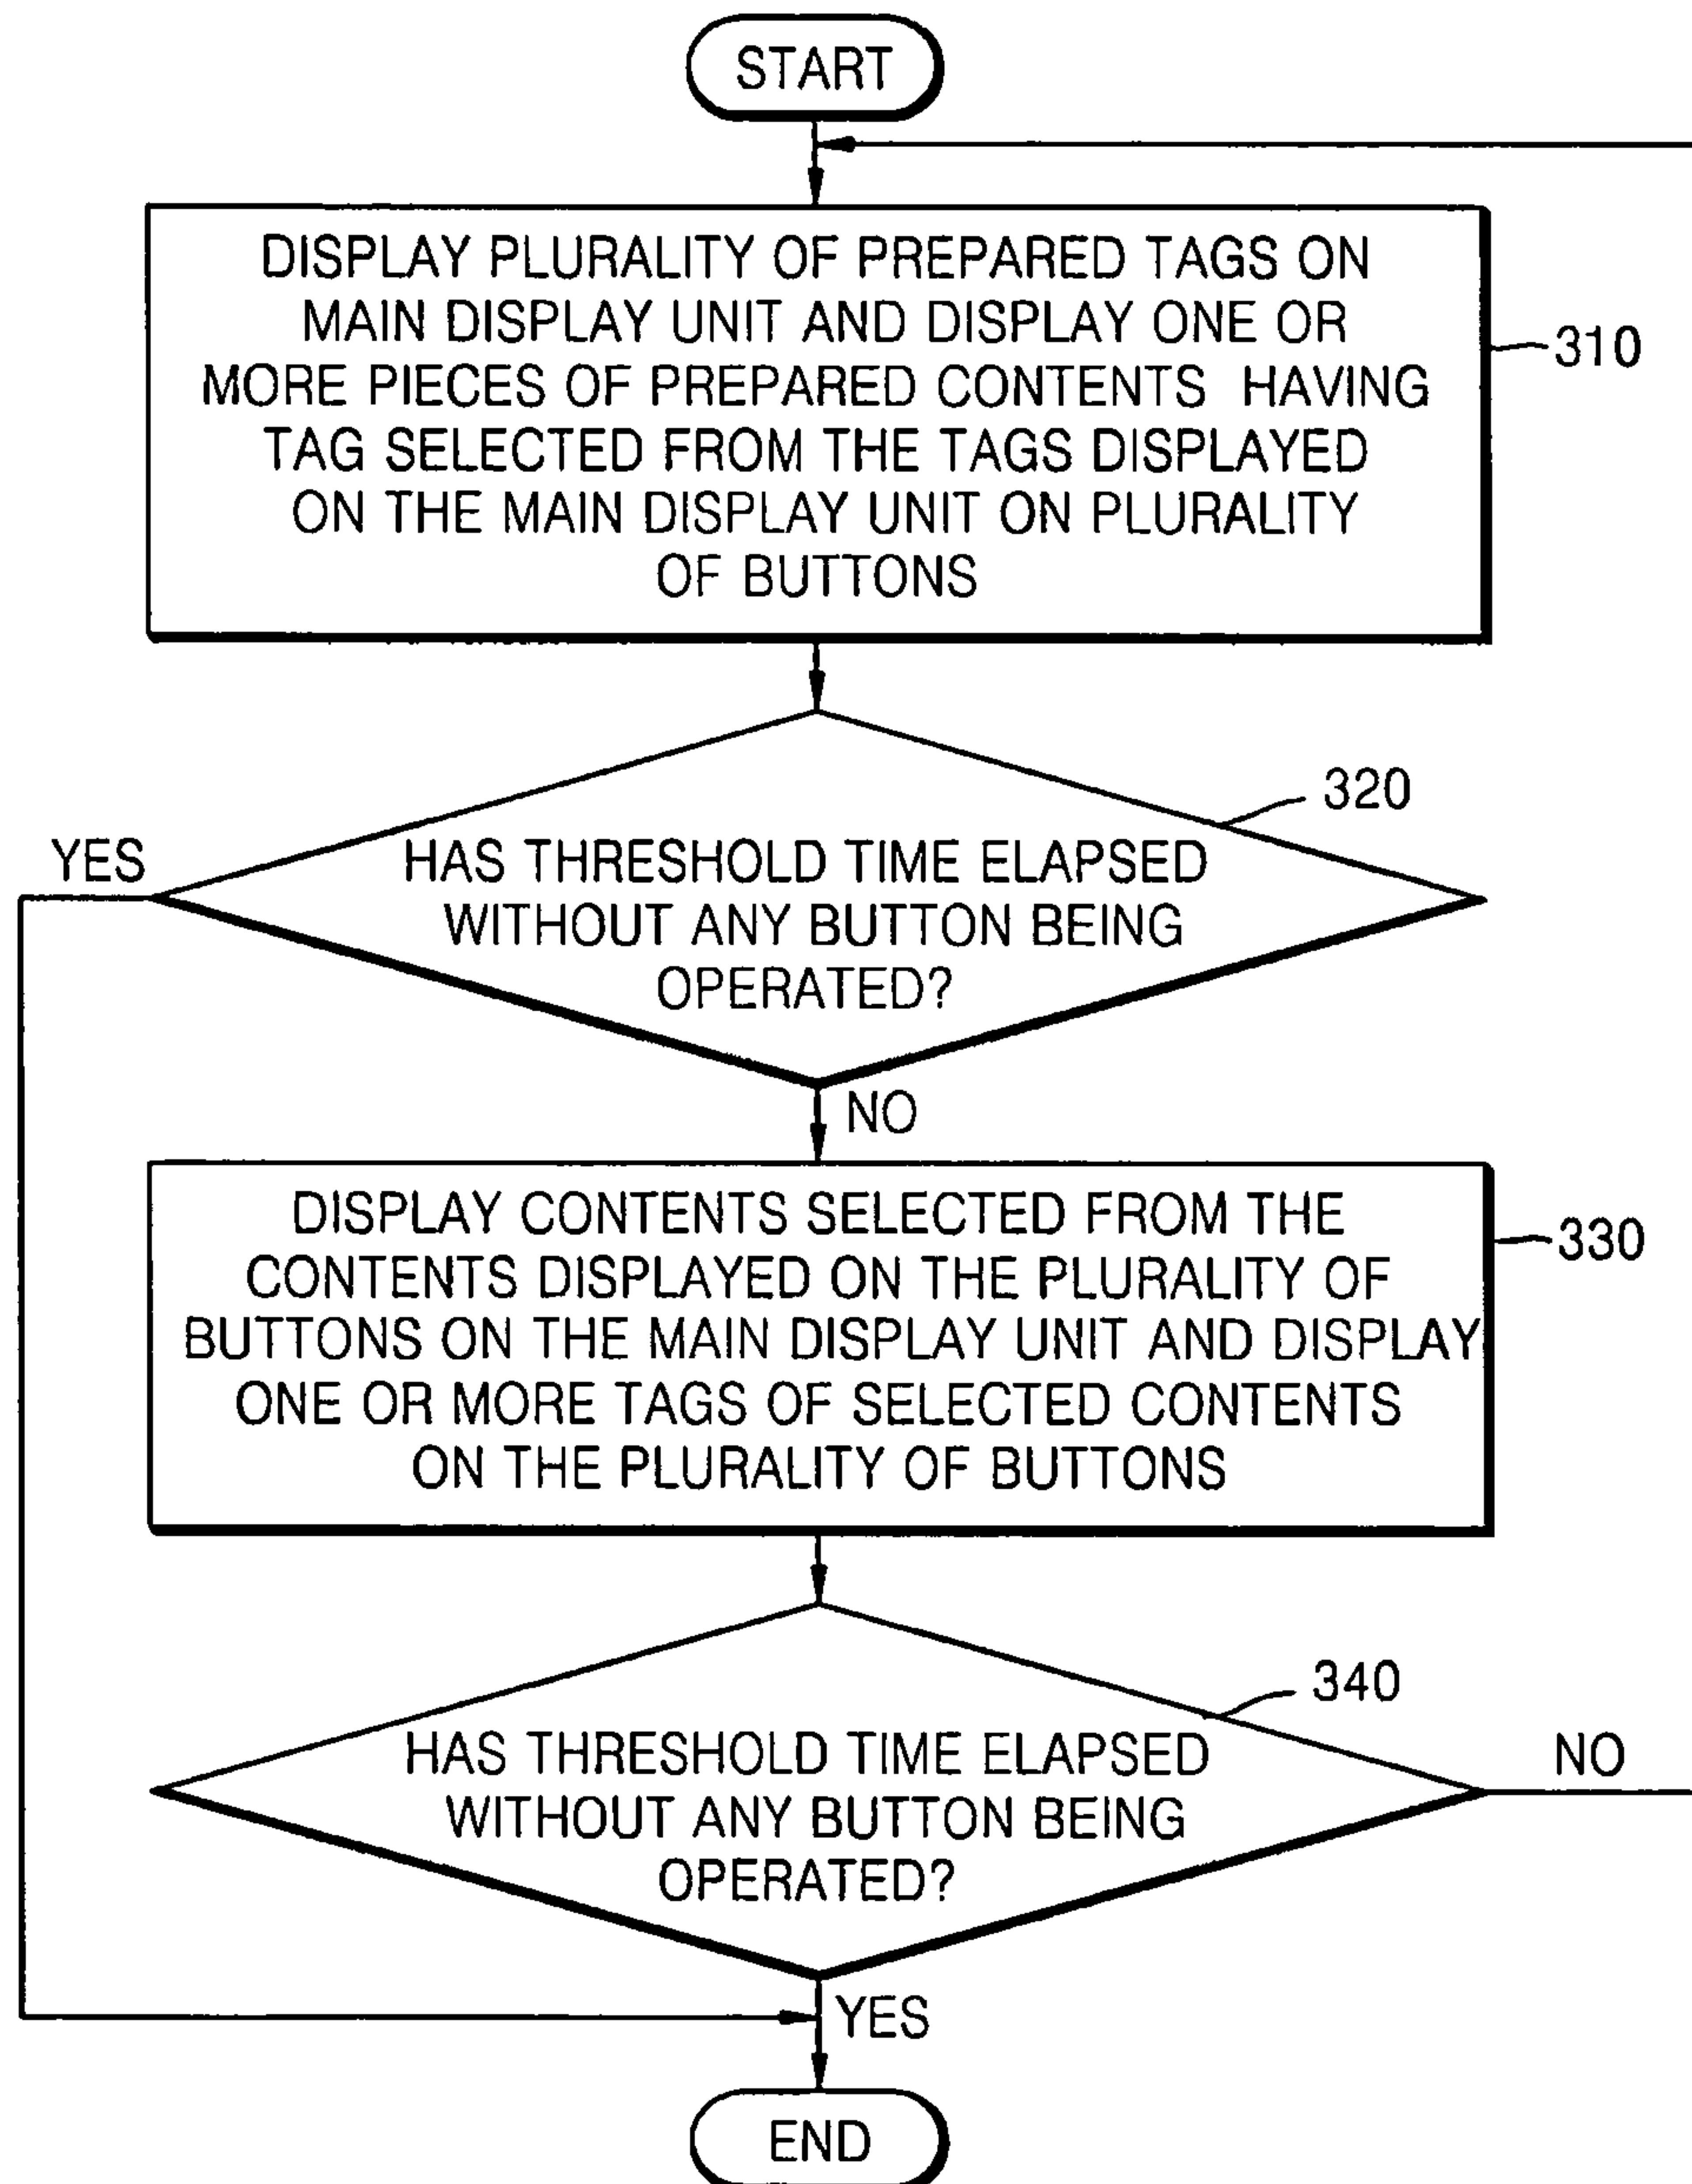 START
DISPLAY PLURALITY OF PREPARED TAGS ON
MAIN DISPLAY UNIT AND DISPLAY ONE OR
MORE PIECES OF PREPARED CONTENTS HAVING
TAG SELECTED FROM THE TAGS DISPLAYED
ON THE MAIN DISPLAY UNIT ON PLURALITY
OF BUTTONS
310
320
YES
HAS THRESHOLD TIME ELAPSED
WITHOUT ANY BUTTON BEING
OPERATED?
NO
DISPLAY CONTENTS SELECTED FROM THE
CONTENTS DISPLAYED ON THE PLURALITY OF
BUTTONS ON THE MAIN DISPLAY UNIT AND DISPLAY
ONE OR MORE TAGS OF SELECTED CONTENTS
ON THE PLURALITY OF BUTTONS
330
340
HAS THRESHOLD TIME ELAPSED
WITHOUT ANY BUTTON BEING
OPERATED?
NO
YES
END